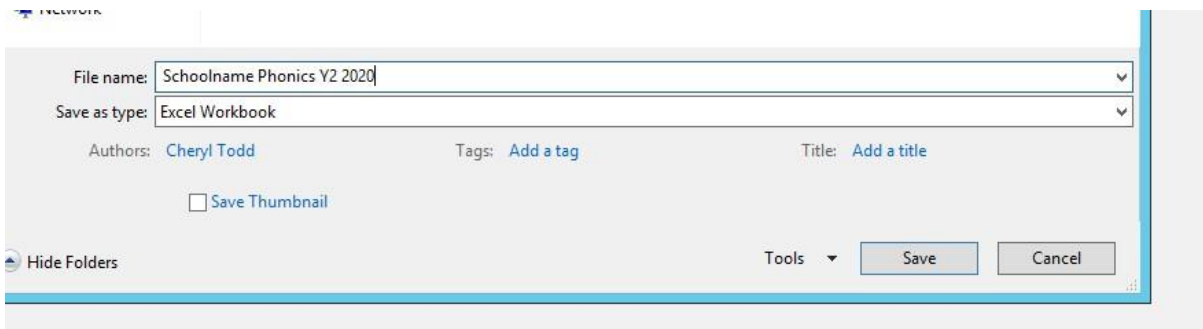 Network
File name: Schoolname Phonics Y2 2020
Save as type: Excel Workbook
Authors: Cheryl Todd Tags: Add a tag Title: Add a title
Save Thumbnail
Hide Folders Tools Save Cancel